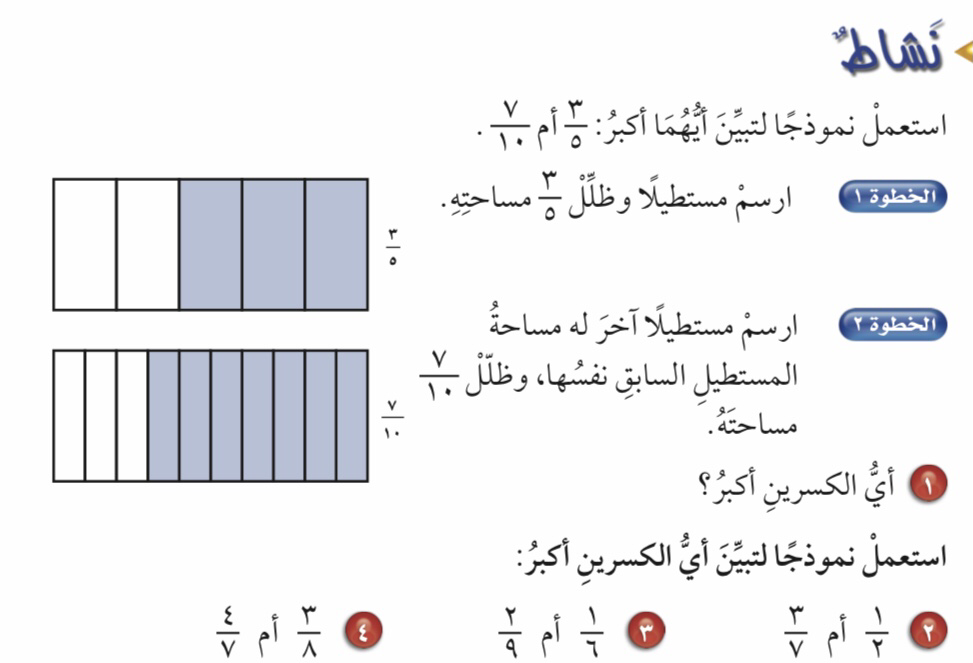 نَشاطٌ
استعملْ نموذجًا لتبيِّنَ أيُّهُمَا أكبرُ: ٣/٥ أم ٧/١٠ .
الخطوة ١ ارسمْ مستطيلًا وظلِّلْ ٣/٥ مساحتِهِ.
٣/٥
الخطوة ٢ ارسمْ مستطيلًا آخرَ له مساحةُ
المستطيلِ السابقِ نفسُها، وظلّلْ ٧/١٠
مساحتَهُ.
٧/١٠
١ أيُّ الكسرينِ أكبرُ؟
استعملْ نموذجًا لتبيِّنَ أيُّ الكسرينِ أكبرُ:
٢ ١/٢ أم ٣/٧ ٣ ١/٦ أم ٢/٩ ٤ ٣/٨ أم ٤/٧